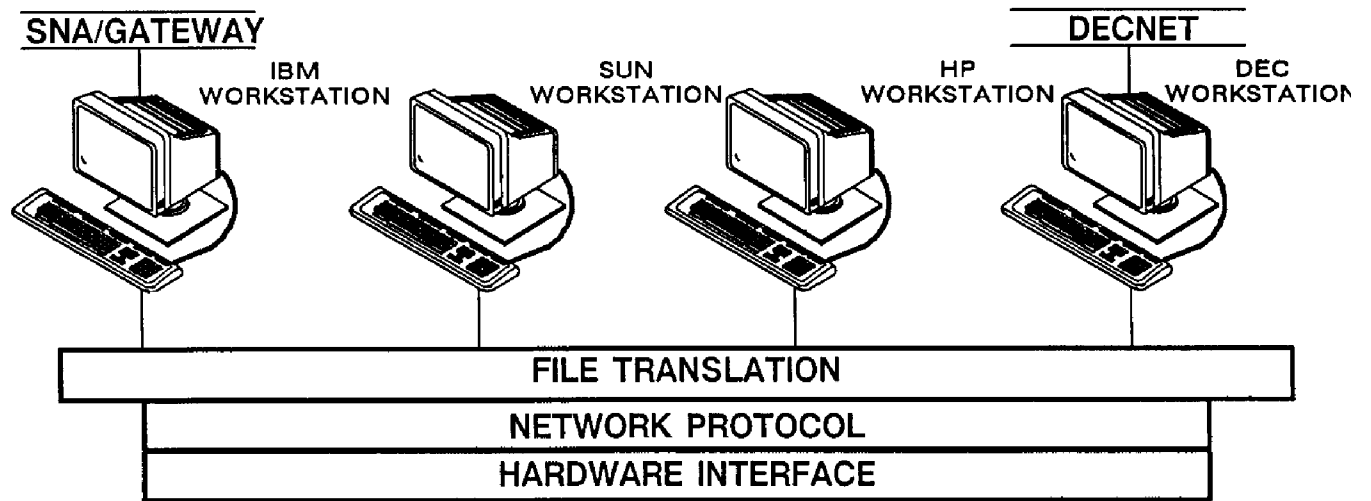 SNA/GATEWAY
DECNET
IBM
WORKSTATION
SUN
WORKSTATION
HP
WORKSTATION
DEC
WORKSTATION
FILE TRANSLATION
NETWORK PROTOCOL
HARDWARE INTERFACE